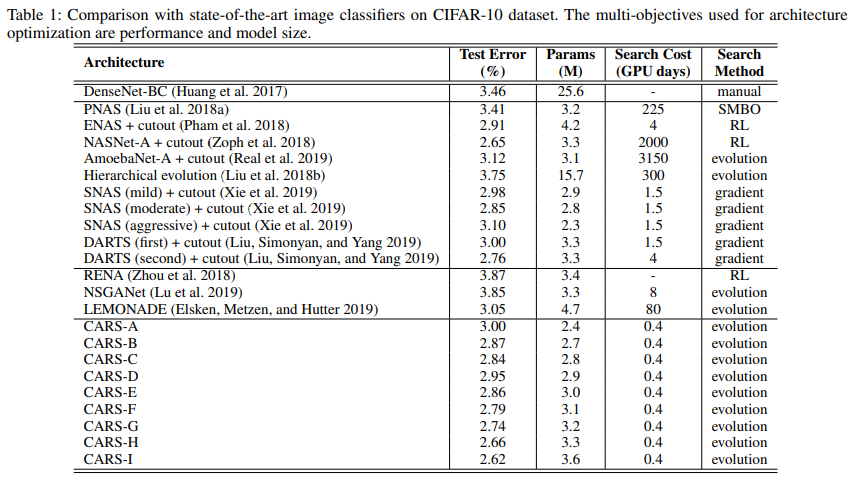 Table 1: Comparison with state-of-the-art image classifiers on CIFAR-10 dataset. The multi-objectives used for architecture
optimization are performance and model size.
Architecture Test Error (%) Params (M) Search Cost (GPU days) Search Method
DenseNet-BC (Huang et al. 2017) 3.46 25.6 - manual
PNAS (Liu et al. 2018a) 3.41 3.2 225 SMBO
ENAS + cutout (Pham et al. 2018) 2.91 4.2 4 RL
NASNet-A + cutout (Zoph et al. 2018) 2.65 3.3 2000 RL
AmoebaNet-A + cutout (Real et al. 2019) 3.12 3.1 3150 evolution
Hierarchical evolution (Liu et al. 2018b) 3.75 15.7 300 evolution
SNAS (mild) + cutout (Xie et al. 2019) 2.98 2.9 1.5 gradient
SNAS (moderate) + cutout (Xie et al. 2019) 2.85 2.8 1.5 gradient
SNAS (aggressive) + cutout (Xie et al. 2019) 3.10 2.3 1.5 gradient
DARTS (first) + cutout (Liu, Simonyan, and Yang 2019) 3.00 3.3 1.5 gradient
DARTS (second) + cutout (Liu, Simonyan, and Yang 2019) 2.76 3.3 4 gradient
RENA (Zhou et al. 2018) 3.87 3.4 - RL
NSGANet (Lu et al. 2019) 3.85 3.3 8 evolution
LEMONADE (Elsken, Metzen, and Hutter 2019) 3.05 4.7 80 evolution
CARS-A 3.00 2.4 0.4 evolution
CARS-B 2.87 2.7 0.4 evolution
CARS-C 2.84 2.8 0.4 evolution
CARS-D 2.95 2.9 0.4 evolution
CARS-E 2.86 3.0 0.4 evolution
CARS-F 2.79 3.1 0.4 evolution
CARS-G 2.74 3.2 0.4 evolution
CARS-H 2.66 3.3 0.4 evolution
CARS-I 2.62 3.6 0.4 evolution